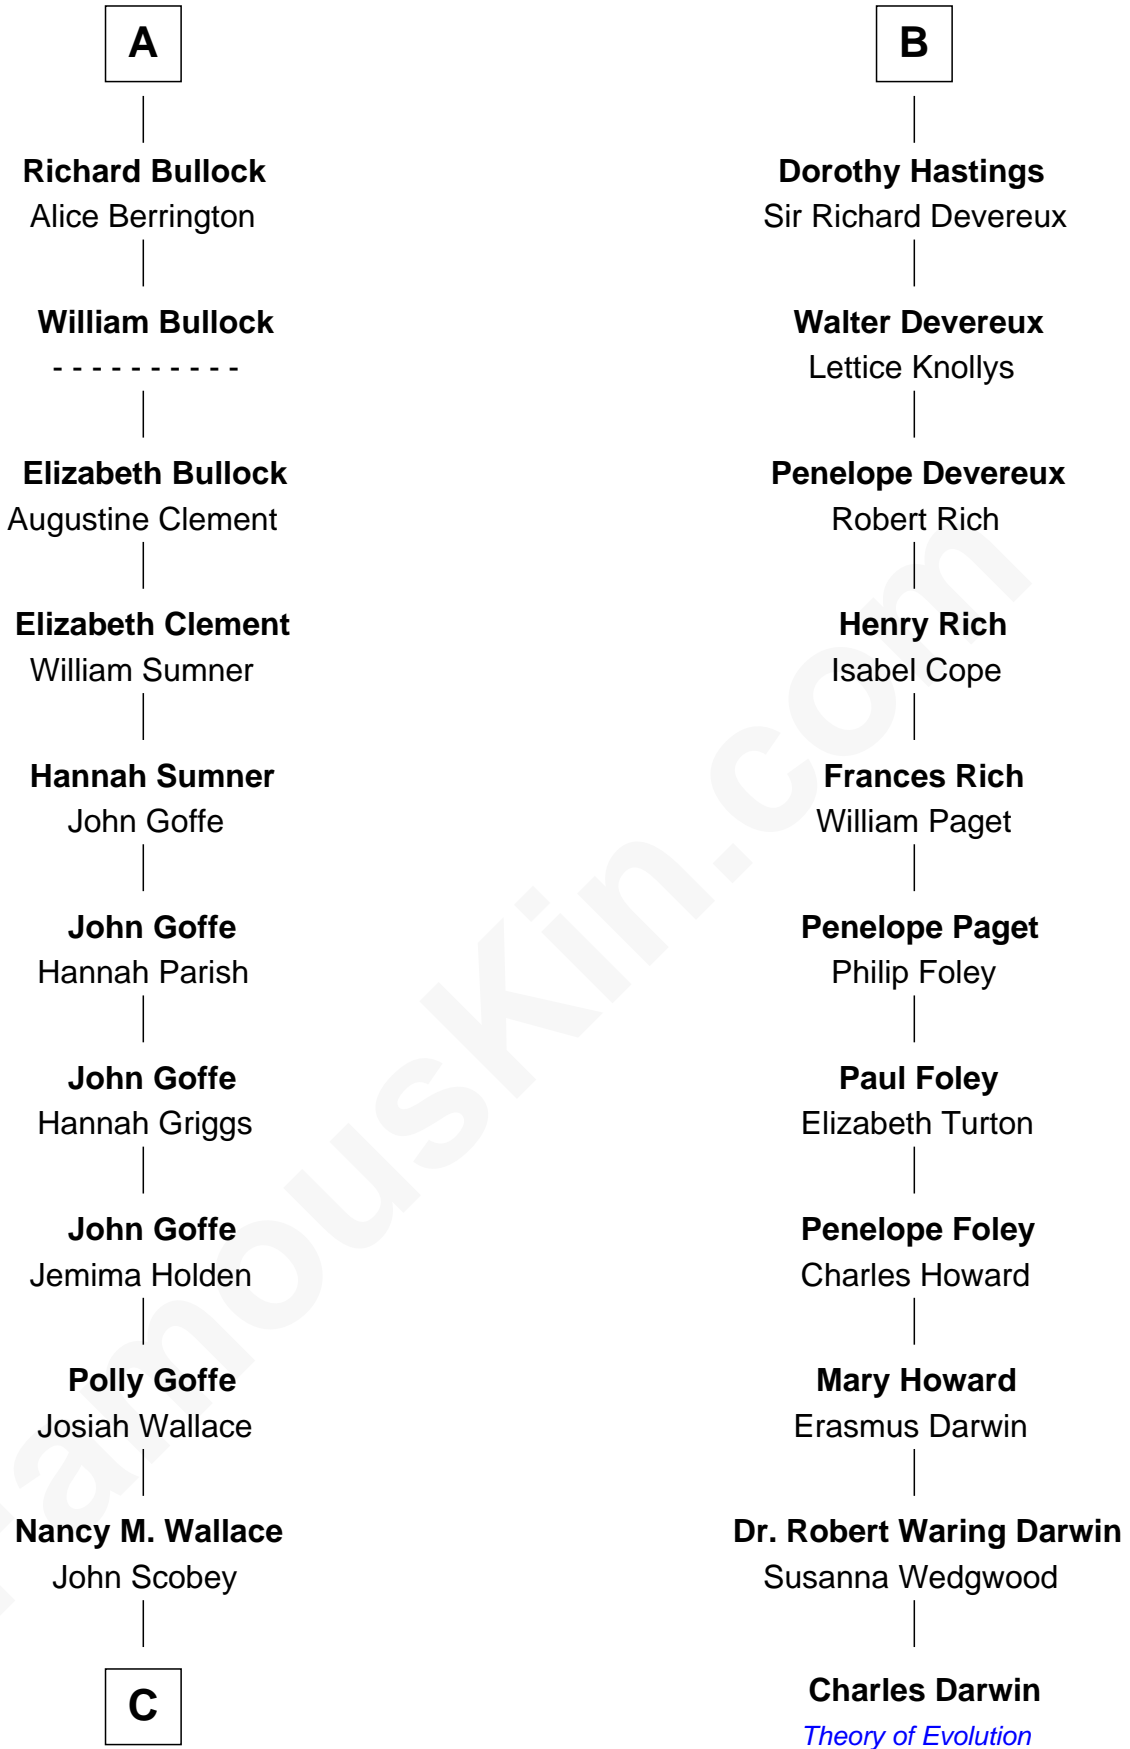 A
Richard Bullock
Alice Berrington
William Bullock
- - - - - - - - - -
Elizabeth Bullock
Augustine Clement
Elizabeth Clement
William Sumner
Hannah Sumner
John Goffe
John Goffe
Hannah Parish
John Goffe
Hannah Griggs
John Goffe
Jemima Holden
Polly Goffe
Josiah Wallace
Nancy M. Wallace
John Scobey
C
B
Dorothy Hastings
Sir Richard Devereux
Walter Devereux
Lettice Knollys
Penelope Devereux
Robert Rich
Henry Rich
Isabel Cope
Frances Rich
William Paget
Penelope Paget
Philip Foley
Paul Foley
Elizabeth Turton
Penelope Foley
Charles Howard
Mary Howard
Erasmus Darwin
Dr. Robert Waring Darwin
Susanna Wedgwood
Charles Darwin
Theory of Evolution
FamousKin.com